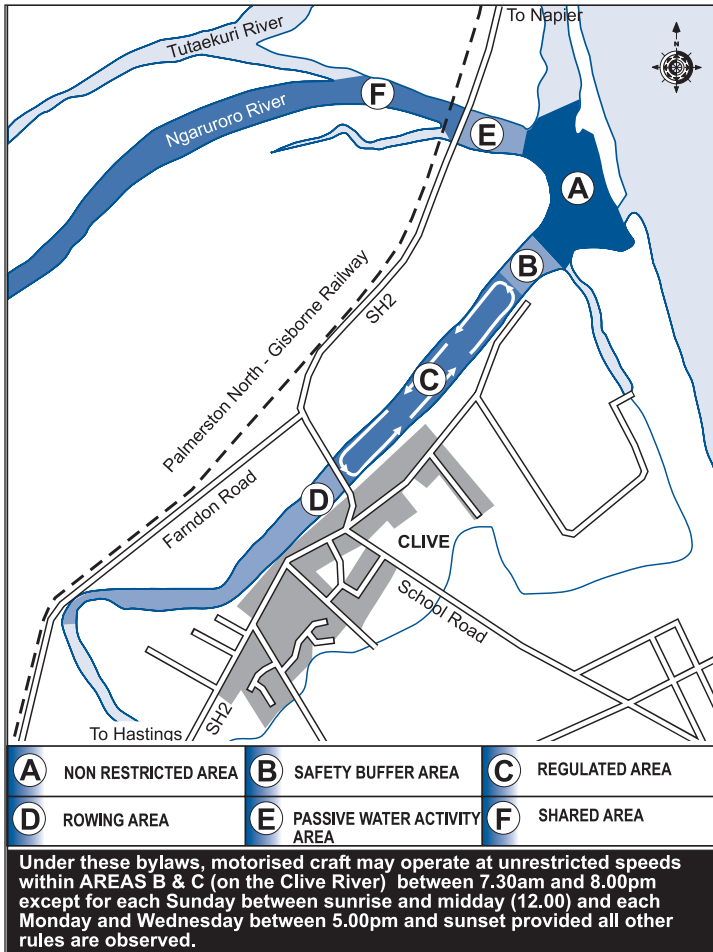 To Napier
Tutaekuri River
N
F
Ngaruroro River
E
A
B
Palmerston North - Gisborne Railway
SH2
C
D
Farndon Road
CLIVE
School Road
SH2
To Hastings
A NON RESTRICTED AREA
B SAFETY BUFFER AREA
C REGULATED AREA
D ROWING AREA
E PASSIVE WATER ACTIVITY
AREA
F SHARED AREA
Under these bylaws, motorised craft may operate at unrestricted speeds
within AREAS B & C (on the Clive River) between 7.30am and 8.00pm
except for each Sunday between sunrise and midday (12.00) and each
Monday and Wednesday between 5.00pm and sunset provided all other
rules are observed.